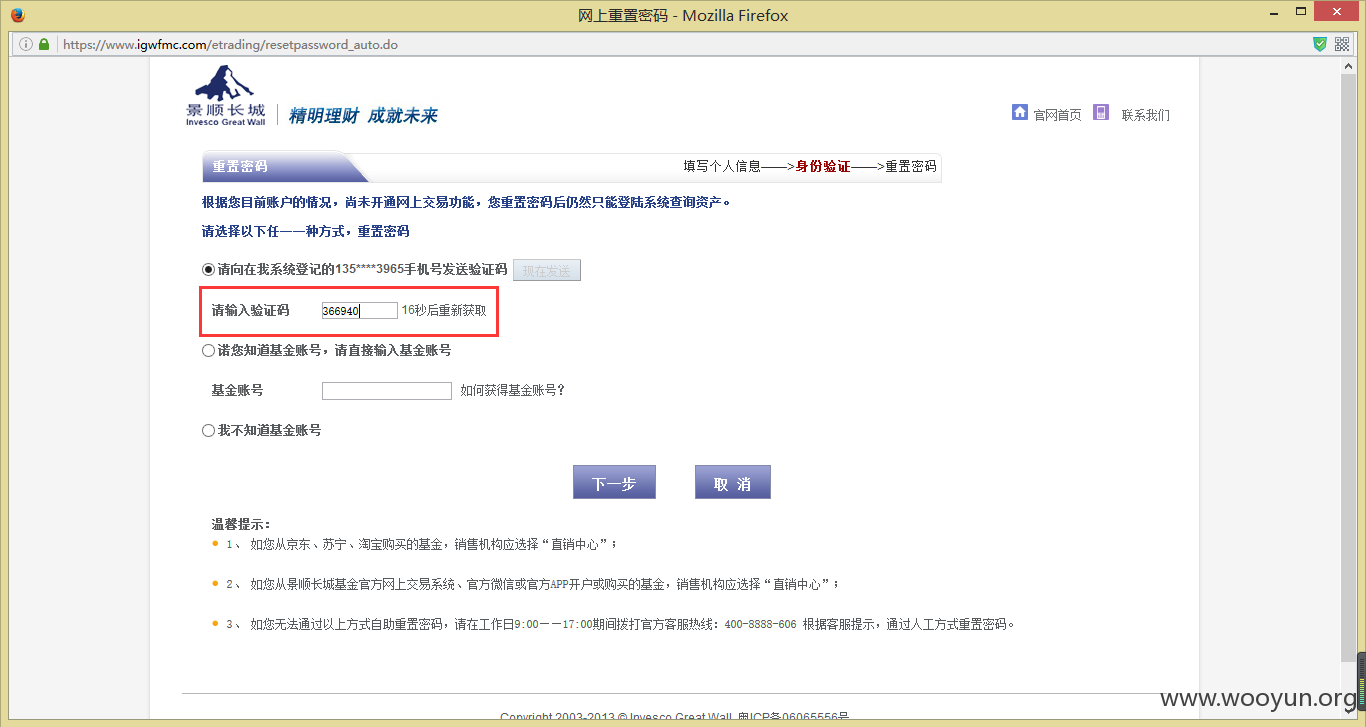 网上重置密码 - Mozilla Firefox
https://www.igwfmc.com/etrading/resetpassword_auto.do
景顺长城
Invesco Great Wall
精明理财 成就未来
官网首页 联系我们
重置密码
填写个人信息——>身份验证——>重置密码
根据您目前账户的情况，尚未开通网上交易功能，您重置密码后仍然只能登陆系统查询资产。
请选择以下任一一种方式，重置密码
请向在我系统登记的135****3965手机号发送验证码 现在发送
请输入验证码 366940 16秒后重新获取
诺您知道基金账号，请直接输入基金账号
基金账号 如何获得基金账号？
我不知道基金账号
下一步 取 消
温馨提示：
1、 如您从京东、苏宁、淘宝购买的基金，销售机构应选择“直销中心”；
2、 如您从景顺长城基金官方网上交易系统、官方微信或官方APP开户或购买的基金，销售机构应选择“直销中心”；
3、 如您无法通过以上方式自助重置密码，请在工作日9:00－－17:00期间拨打官方客服热线：400-8888-606 根据客服提示，通过人工方式重置密码。
www.wooyun.org
Copyright 2003-2013 © Invesco Great Wall 粤ICP备06065556号